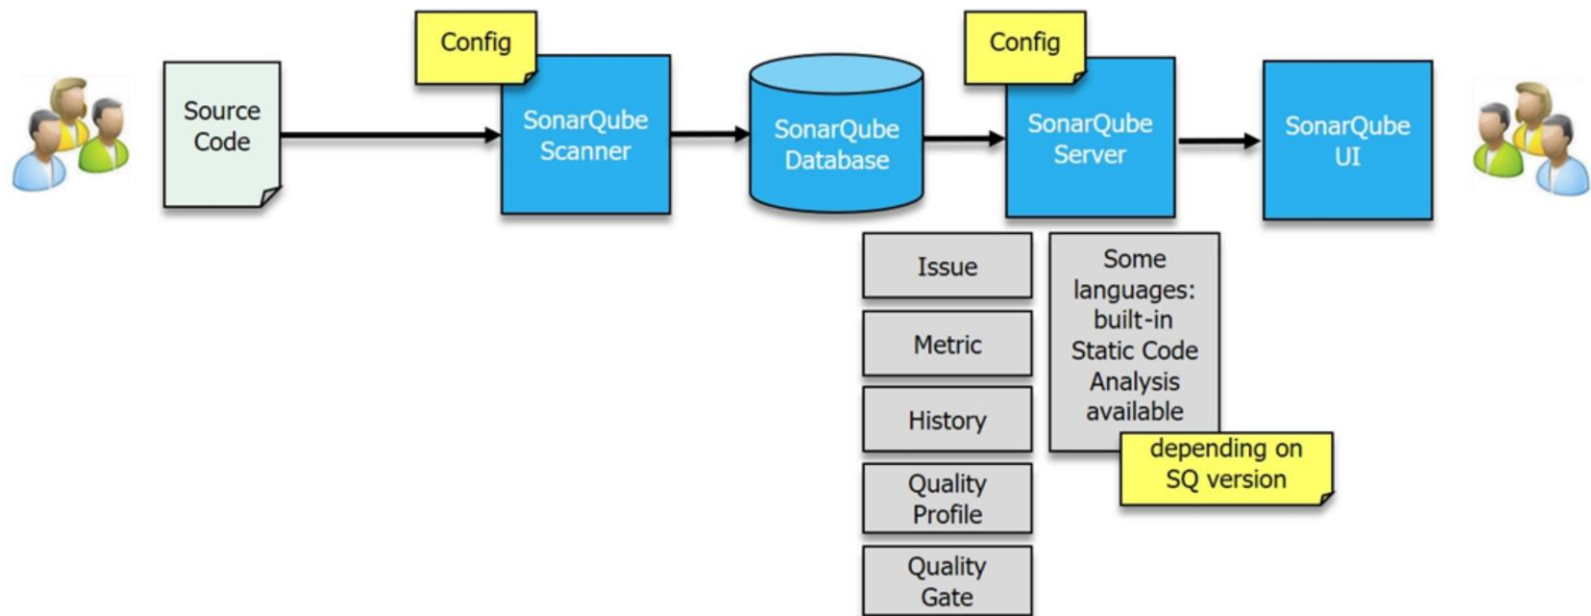 Config
Source
Code
SonarQube
Scanner
SonarQube
Database
Config
SonarQube
Server
SonarQube
UI
Issue
Metric
History
Quality
Profile
Quality
Gate
Some
languages:
built-in
Static Code
Analysis
available
depending on
SQ version